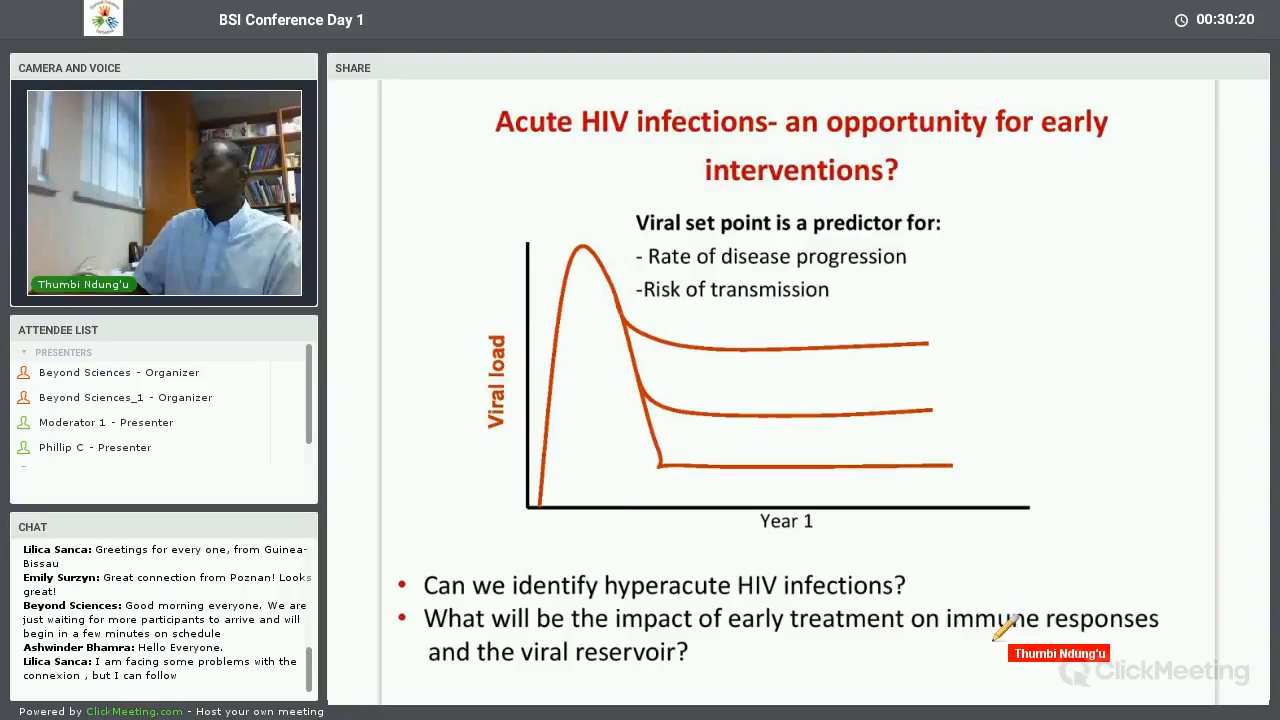 BSI Conference Day 1
00:30:20
CAMERA AND VOICE
Thumbi Ndung'u
ATTENDEE LIST
PRESENTERS
Beyond Sciences - Organizer
Beyond Sciences_1 - Organizer
Moderator 1 - Presenter
Phillip C - Presenter
CHAT
Lilica Sanca: Greetings for every one, from Guinea-
Bissau
Emily Surzyn: Great connection from Poznan! Looks
great!
Beyond Sciences: Good morning everyone. We are
just waiting for more participants to arrive and will
begin in a few minutes on schedule
Ashwinder Bhamra: Hello Everyone.
Lilica Sanca: I am facing some problems with the
connexion , but I can follow
Powered by ClickMeeting.com - Host your own meeting
SHARE
Acute HIV infections- an opportunity for early
interventions?
Viral set point is a predictor for:
- Rate of disease progression
-Risk of transmission
Viral load
Year 1
• Can we identify hyperacute HIV infections?
• What will be the impact of early treatment on immune responses
and the viral reservoir?
Thumbi Ndung'u
ClickMeeting